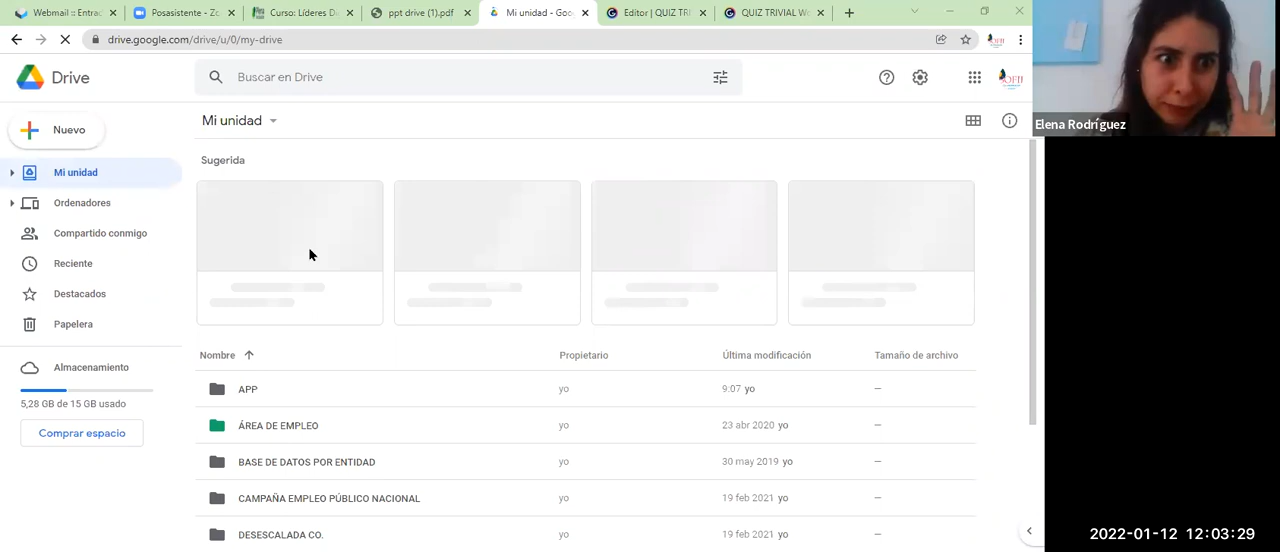 Webmail :: Entrad
Posasistente - Zo
Curso: Líderes Di
ppt drive (1).pdf
Mi unidad - Goo
Editor | QUIZ TRI
QUIZ TRIVIAL W
drive.google.com/drive/u/0/my-drive
Drive
Buscar en Drive
Elena Rodríguez
Nuevo
Mi unidad
Mi unidad
Ordenadores
Compartido conmigo
Reciente
Destacados
Papelera
Almacenamiento
5,28 GB de 15 GB usado
Comprar espacio
Sugerida
Nombre Propietario Última modificación Tamaño de archivo
APP yo 9:07 yo —
ÁREA DE EMPLEO yo 23 abr 2020 yo —
BASE DE DATOS POR ENTIDAD yo 30 may 2019 yo —
CAMPAÑA EMPLEO PÚBLICO NACIONAL yo 19 feb 2021 yo —
DESESCALADA CO. yo 19 feb 2021 yo —
2022-01-12 12:03:29